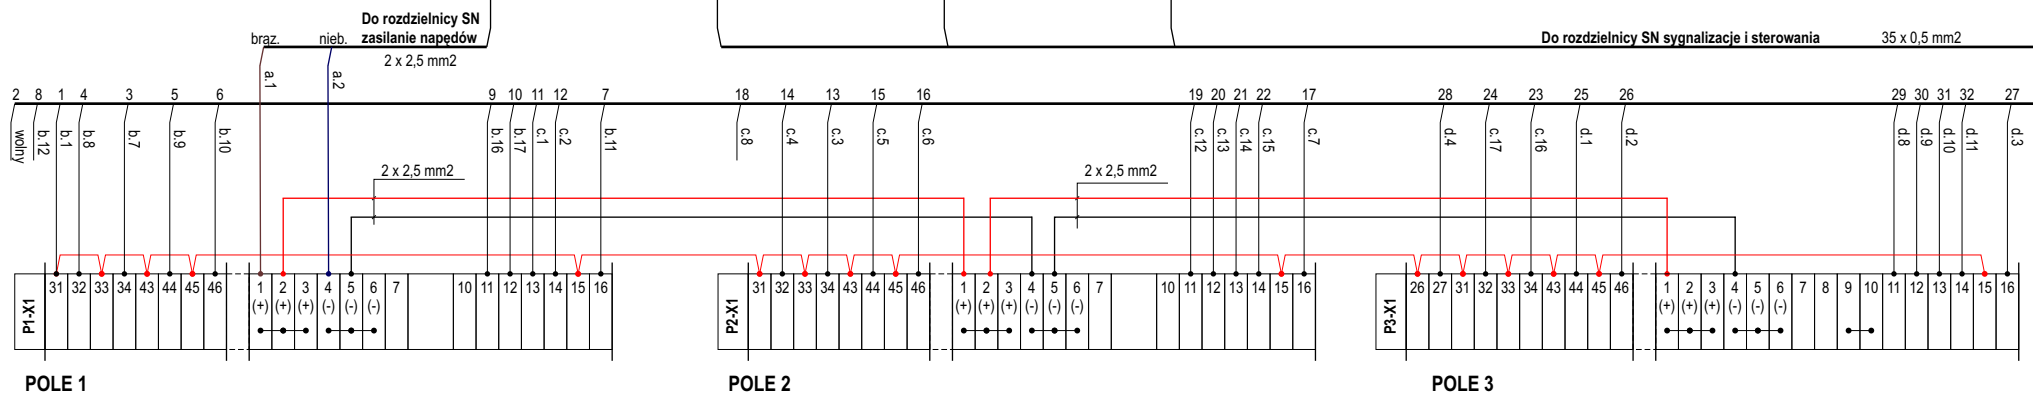 Do rozdzielnicy SN
zasilanie napędów
brąz. nieb.
2 x 2,5 mm2
Do rozdzielnicy SN sygnalizacje i sterowania 35 x 0,5 mm2
a.1 a.2
2 8 1 4 3 5 6 9 10 11 12 7 18 14 13 15 16 19 20 21 22 17 28 24 23 25 26 29 30 31 32 27
wolny b.12 b.1 b.8 b.7 b.9 b.10 b.16 b.17 c.1 c.2 b.11 c.8 c.4 c.3 c.5 c.6 c.12 c.13 c.14 c.15 c.7 d.4 c.17 c.16 d.1 d.2 d.8 d.9 d.10 d.11 d.3
2 x 2,5 mm2 2 x 2,5 mm2
P1-X1 31 32 33 34 43 44 45 46 1 2 3 4 5 6 7 10 11 12 13 14 15 16
(+) (+) (+) (-) (-) (-)
P2-X1 31 32 33 34 43 44 45 46 1 2 3 4 5 6 7 10 11 12 13 14 15 16
(+) (+) (+) (-) (-) (-)
P3-X1 26 27 31 32 33 34 43 44 45 46 1 2 3 4 5 6 7 8 9 10 11 12 13 14 15 16
(+) (+) (+) (-) (-) (-)
POLE 1 POLE 2 POLE 3